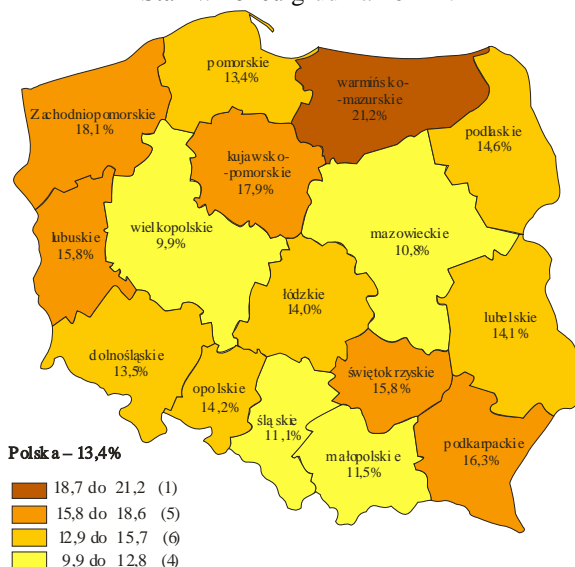 pomorskie
13,4%
warmińsko-
-mazurskie
21,2%
Zachodniopomorskie
18,1%
podlaskie
14,6%
kujawsko-
-pomorskie
17,9%
wielkopolskie
9,9%
mazowieckie
10,8%
lubuskie
15,8%
łódzkie
14,0%
lubelskie
14,1%
dolnośląskie
13,5%
świętokrzyskie
15,8%
opolskie
14,2%
śląskie
11,1%
małopolskie
11,5%
podkarpackie
16,3%
Polska – 13,4%
18,7 do 21,2 (1)
15,8 do 18,6 (5)
12,9 do 15,7 (6)
9,9 do 12,8 (4)